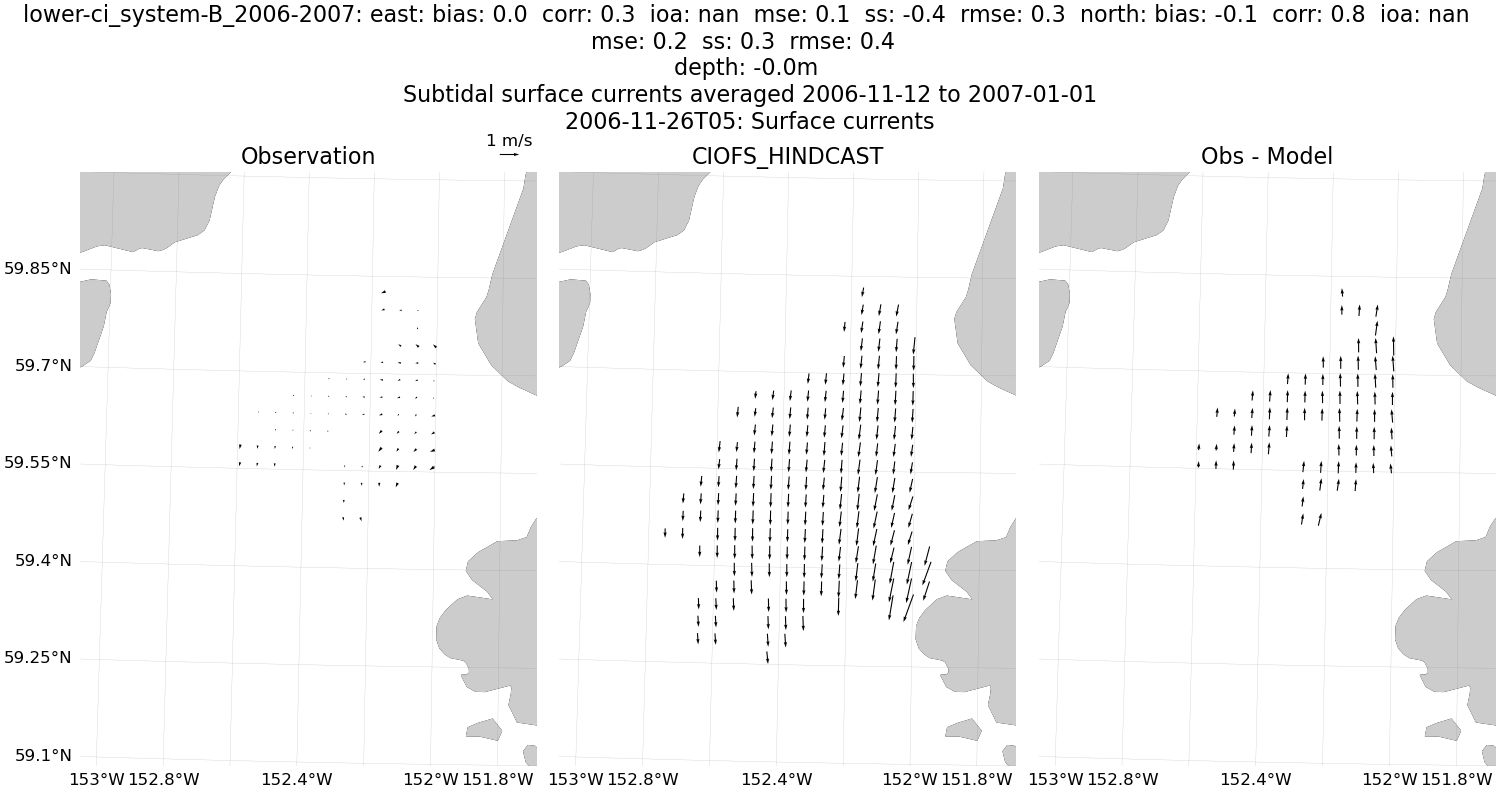 lower-ci_system-B_2006-2007: east: bias: 0.0  corr: 0.3  ioa: nan  mse: 0.1  ss: -0.4  rmse: 0.3  north: bias: -0.1  corr: 0.8  ioa: nan
mse: 0.2  ss: 0.3  rmse: 0.4
depth: -0.0m
Subtidal surface currents averaged 2006-11-12 to 2007-01-01
2006-11-26T05: Surface currents
1 m/s
Observation
CIOFS_HINDCAST
Obs - Model
59.85°N
59.7°N
59.55°N
59.4°N
59.25°N
59.1°N
153°W 152.8°W 152.4°W 152°W 151.8°W
153°W 152.8°W 152.4°W 152°W 151.8°W
153°W 152.8°W 152.4°W 152°W 151.8°W